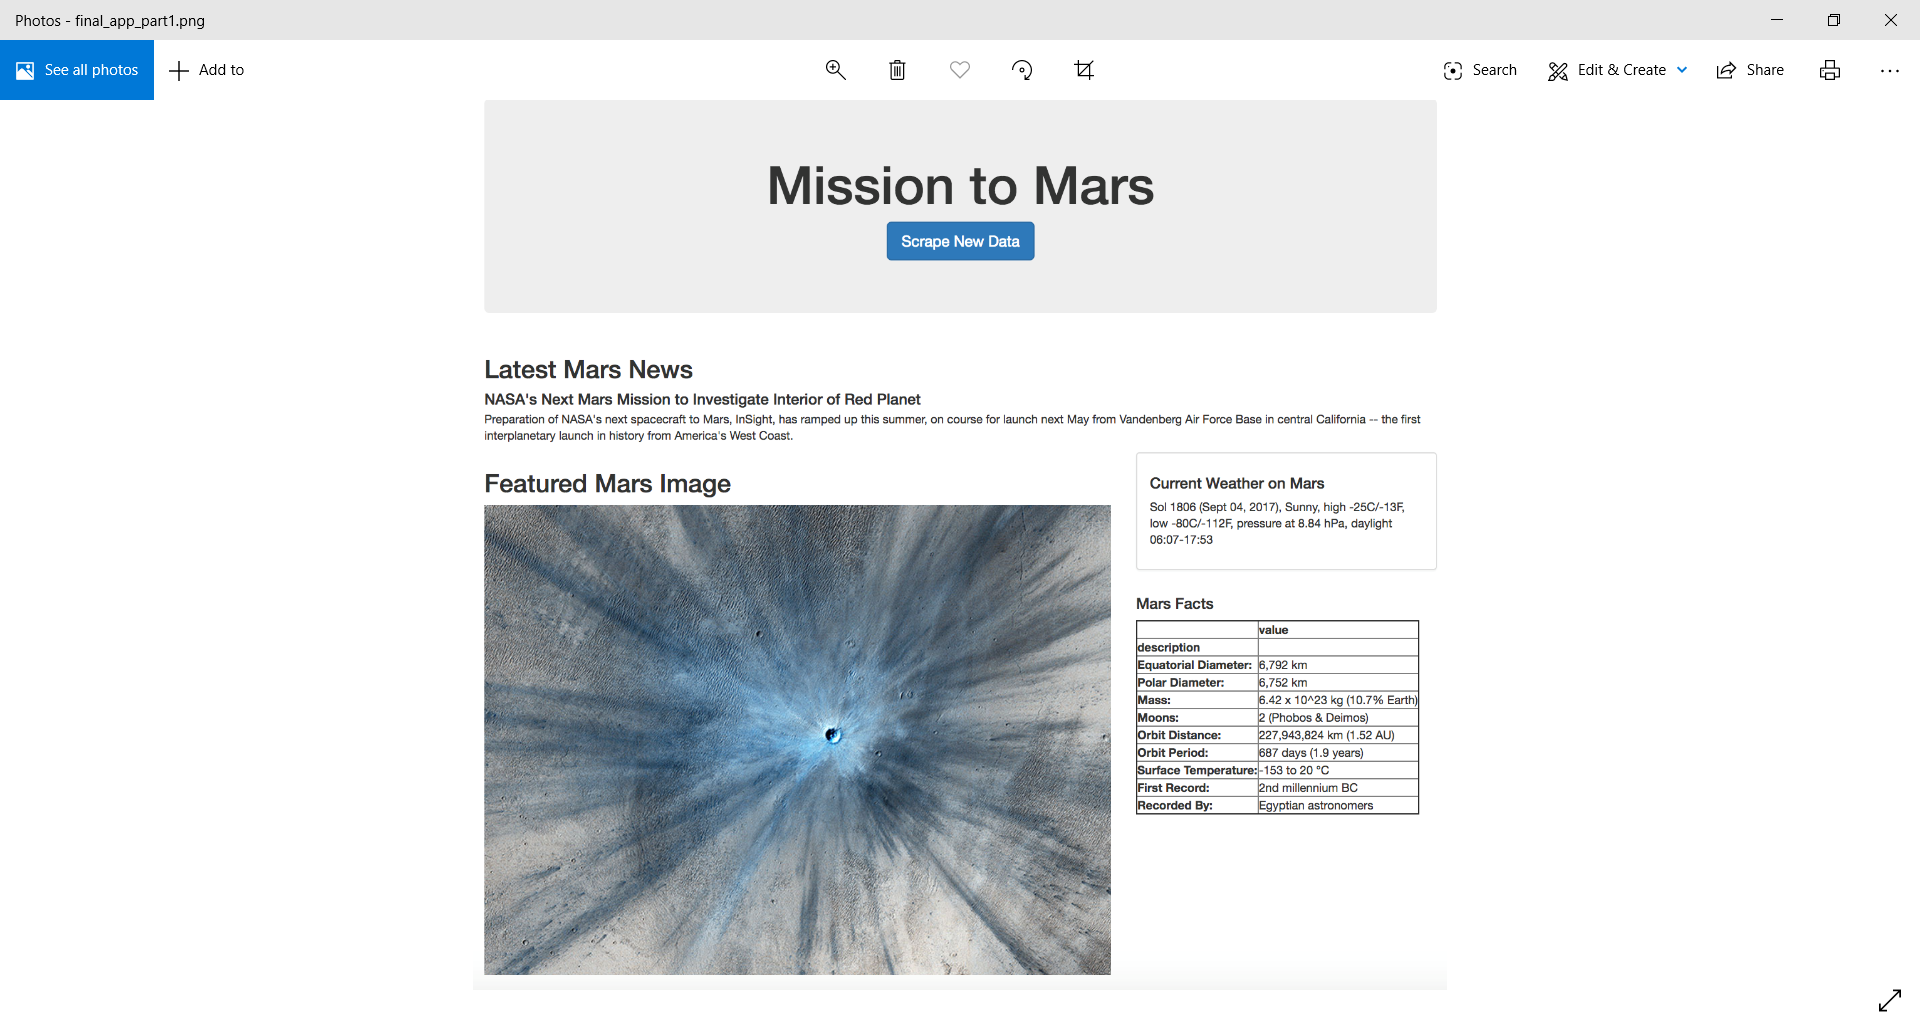 Photos - final_app_part1.png
See all photos
Add to
Search
Edit & Create
Share
Mission to Mars
Scrape New Data
Latest Mars News
NASA's Next Mars Mission to Investigate Interior of Red Planet
Preparation of NASA's next spacecraft to Mars, InSight, has ramped up this summer, on course for launch next May from Vandenberg Air Force Base in central California -- the first
interplanetary launch in history from America's West Coast.
Featured Mars Image
Current Weather on Mars
Sol 1806 (Sept 04, 2017), Sunny, high -25C/-13F,
low -80C/-112F, pressure at 8.84 hPa, daylight
06:07-17:53
Mars Facts
value
description
Equatorial Diameter: 6,792 km
Polar Diameter: 6,752 km
Mass: 6.42 x 10^23 kg (10.7% Earth)
Moons: 2 (Phobos & Deimos)
Orbit Distance: 227,943,824 km (1.52 AU)
Orbit Period: 687 days (1.9 years)
Surface Temperature: -153 to 20 °C
First Record: 2nd millennium BC
Recorded By: Egyptian astronomers